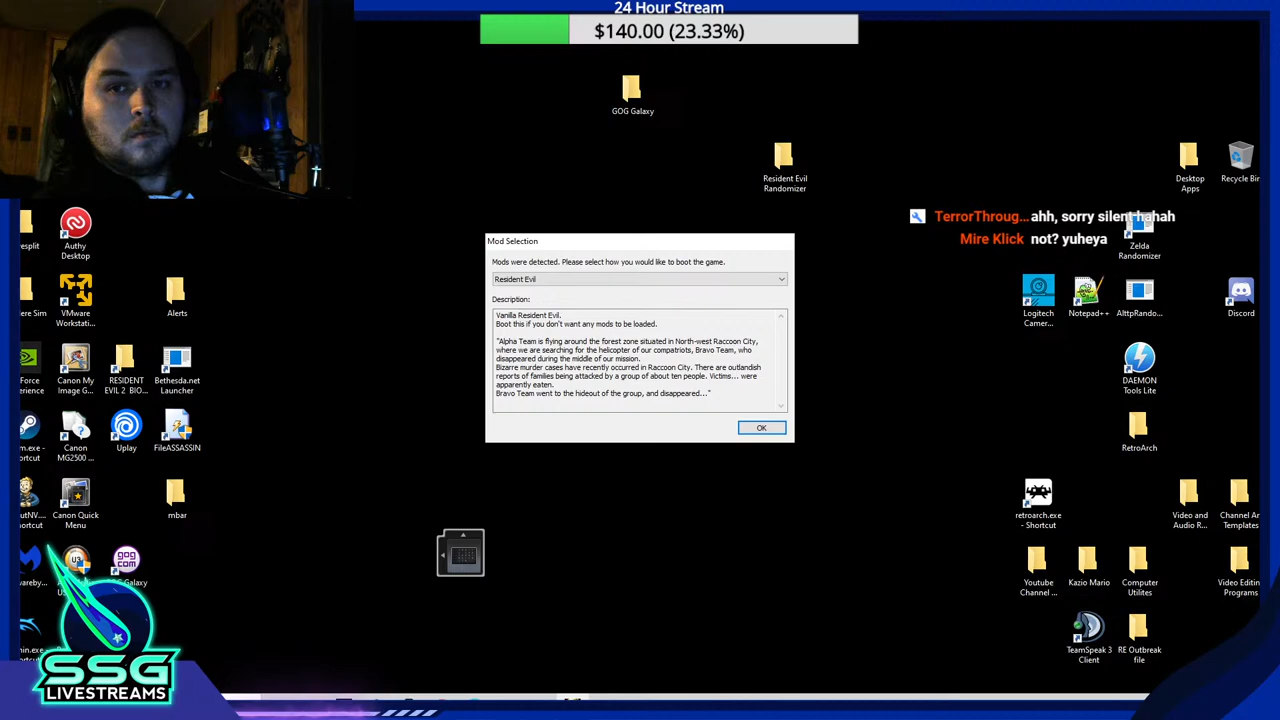 24 Hour Stream
$140.00 (23.33%)
GOG Galaxy
Resident Evil
Randomizer
Desktop
Apps
Recycle Bin
TerrorThroug... ahh, sorry silent hahah
Mire Klick not? yuheya
Authy
Desktop
Zelda
Randomizer
Mod Selection
Mods were detected. Please select how you would like to boot the game.
Resident Evil
Description:
Vanilla Resident Evil.
Boot this if you don't want any mods to be loaded.
"Alpha Team is flying around the forest zone situated in North-west Raccoon City,
where we are searching for the helicopter of our compatriots, Bravo Team, who
disappeared during the middle of our mission.
Bizarre murder cases have recently occurred in Raccoon City. There are outlandish
reports of families being attacked by a group of about ten people. Victims... were
apparently eaten.
Bravo Team went to the hideout of the group, and disappeared..."
OK
VMware
Workstati...
Alerts
Logitech
Camer...
Notepad++
AlttpRando...
Discord
Canon My
Image G...
RESIDENT
EVIL 2 BIO...
Bethesda.net
Launcher
DAEMON
Tools Lite
Canon
MG2500 ...
Uplay
FileASSASSIN
RetroArch
Canon Quick
Menu
mbar
retroarch.exe
- Shortcut
Video and
Audio R...
Channel Ar
Templates
Youtube
Channel ...
Kazio Mario
Computer
Utilites
Video Editin
Programs
TeamSpeak 3
Client
RE Outbreak
file
SSG
LIVESTREAMS